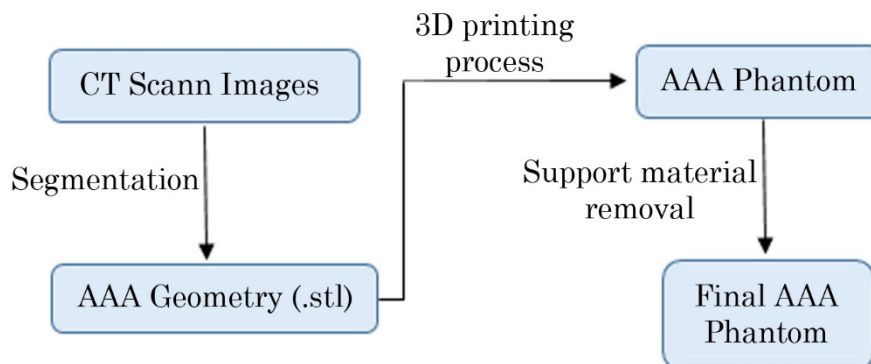 CT Scann Images
Segmentation
AAA Geometry (.stl)
3D printing
process
AAA Phantom
Support material
removal
Final AAA
Phantom